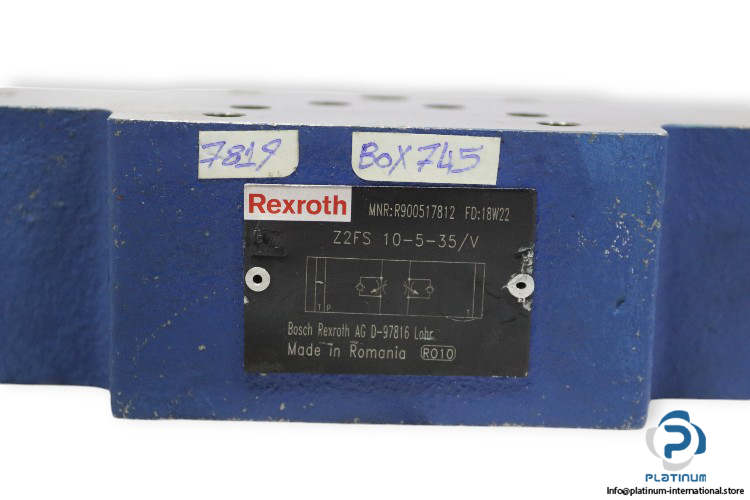 7819
BOX745
Rexroth
MNR:R900517812 FD:18W22
Z2FS 10-5-35/V
T P
T
Bosch Rexroth AG D-97816 Lohr
Made in Romania R010
PLATINUM
Info@platinum-international.store